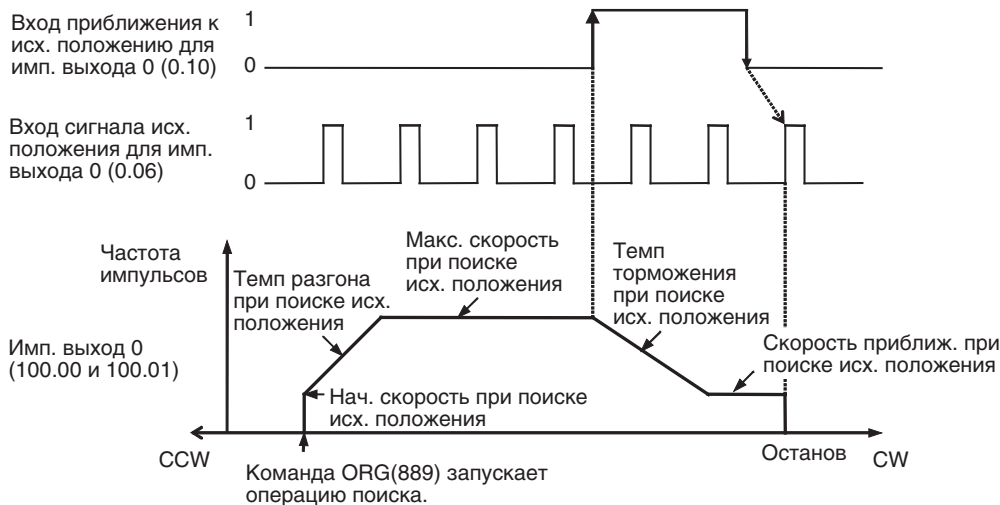 Вход приближения к
исх. положению для
имп. выхода 0 (0.10)
1
0
Вход сигнала исх.
положения для имп.
выхода 0 (0.06)
1
0
Частота
импульсов
Темп разгона
при поиске исх.
положения
Макс. скорость
при поиске
исх. положения
Темп
торможения
при поиске
исх. положения
Имп. выход 0
(100.00 и 100.01)
Скорость приближ. при
поиске исх. положения
Нач. скорость при поиске
исх. положения
CCW
Останов
CW
Команда ORG(889) запускает
операцию поиска.